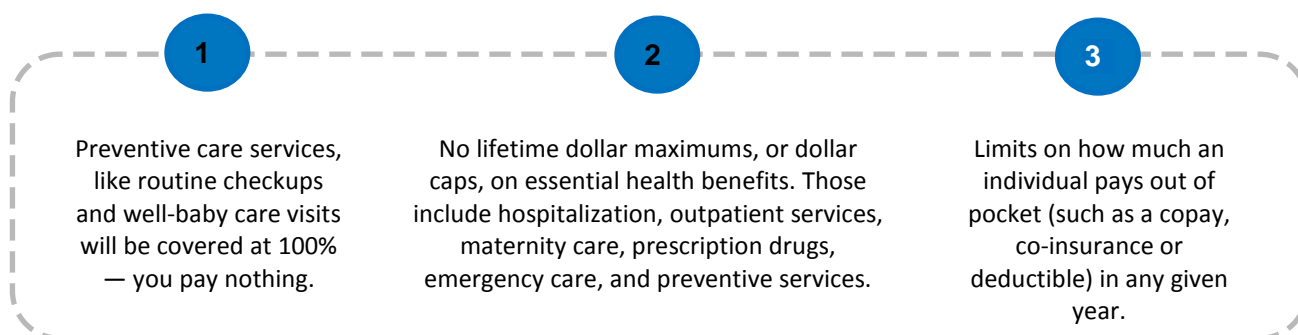 1
Preventive care services,
like routine checkups
and well-baby care visits
will be covered at 100%
— you pay nothing.
2
No lifetime dollar maximums, or dollar
caps, on essential health benefits. Those
include hospitalization, outpatient services,
maternity care, prescription drugs,
emergency care, and preventive services.
3
Limits on how much an
individual pays out of
pocket (such as a copay,
co-insurance or
deductible) in any given
year.